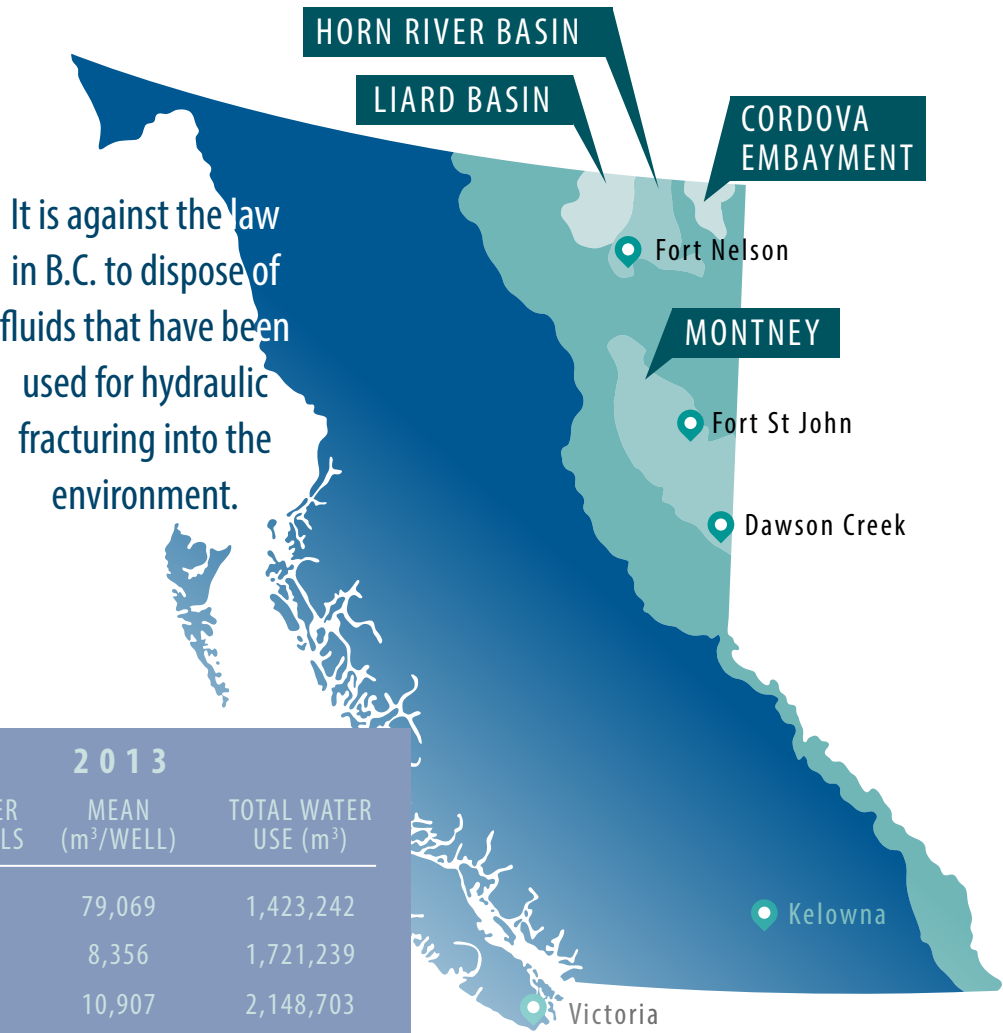 HORN RIVER BASIN
LIARD BASIN
CORDOVA
EMBAYMENT
It is against the law
in B.C. to dispose of
fluids that have been
used for hydraulic
fracturing into the
environment.
Fort Nelson
MONTNEY
Fort St John
Dawson Creek
Kelowna
Victoria
2013
MEAN TOTAL WATER
(m³/WELL) USE (m³)
79,069 1,423,242
8,356 1,721,239
10,907 2,148,703